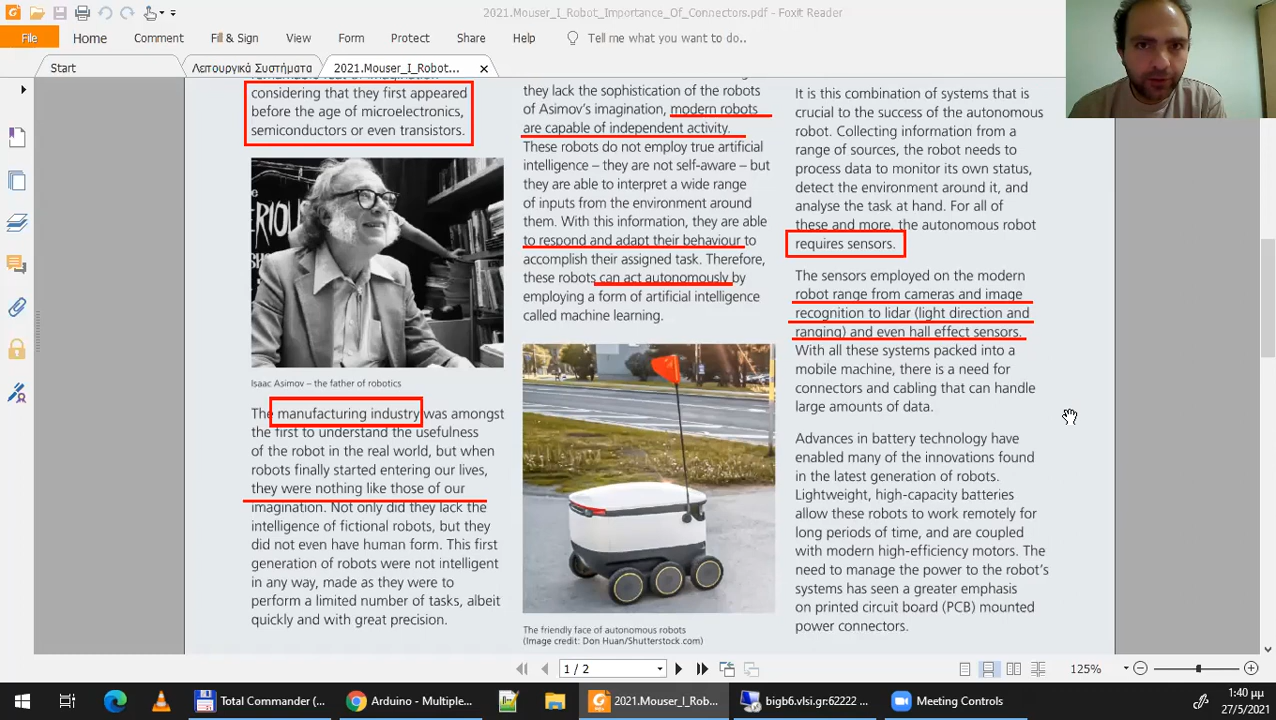 2021.Mouser_I_Robot_Importance_Of_Connectors.pdf - Foxit Reader
File Home Comment Fill & Sign View Form Protect Share Help Tell me what you want to do..
Start Λειτουργικά Συστήματα 2021.Mouser_I_Robot...
considering that they first appeared
before the age of microelectronics,
semiconductors or even transistors.
Isaac Asimov – the father of robotics
The manufacturing industry was amongst
the first to understand the usefulness
of the robot in the real world, but when
robots finally started entering our lives,
they were nothing like those of our
imagination. Not only did they lack the
intelligence of fictional robots, but they
did not even have human form. This first
generation of robots were not intelligent
in any way, made as they were to
perform a limited number of tasks, albeit
quickly and with great precision.
they lack the sophistication of the robots
of Asimov's imagination, modern robots
are capable of independent activity.
These robots do not employ true artificial
intelligence – they are not self-aware – but
they are able to interpret a wide range
of inputs from the environment around
them. With this information, they are able
to respond and adapt their behaviour to
accomplish their assigned task. Therefore,
these robots can act autonomously by
employing a form of artificial intelligence
called machine learning.
The friendly face of autonomous robots
(Image credit: Don Huan/Shutterstock.com)
It is this combination of systems that is
crucial to the success of the autonomous
robot. Collecting information from a
range of sources, the robot needs to
process data to monitor its own status,
detect the environment around it, and
analyse the task at hand. For all of
these and more, the autonomous robot
requires sensors.
The sensors employed on the modern
robot range from cameras and image
recognition to lidar (light direction and
ranging) and even hall effect sensors.
With all these systems packed into a
mobile machine, there is a need for
connectors and cabling that can handle
large amounts of data.
Advances in battery technology have
enabled many of the innovations found
in the latest generation of robots.
Lightweight, high-capacity batteries
allow these robots to work remotely for
long periods of time, and are coupled
with modern high-efficiency motors. The
need to manage the power to the robot's
systems has seen a greater emphasis
on printed circuit board (PCB) mounted
power connectors.
1 / 2
125%
Total Commander (... Arduino - Multiple... 2021.Mouser_I_Rob... bigb6.vlsi.gr:62222 ... Meeting Controls
1:40 μμ
27/5/2021